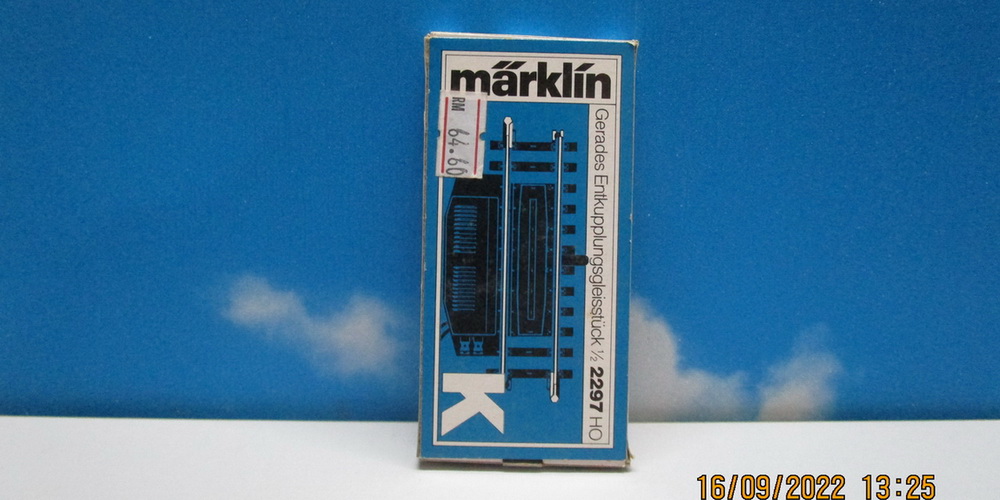 märklin
RM 64.60
Gerades Entkupplungsgleisstück ½ 2297 HO
K
16/09/2022 13:25